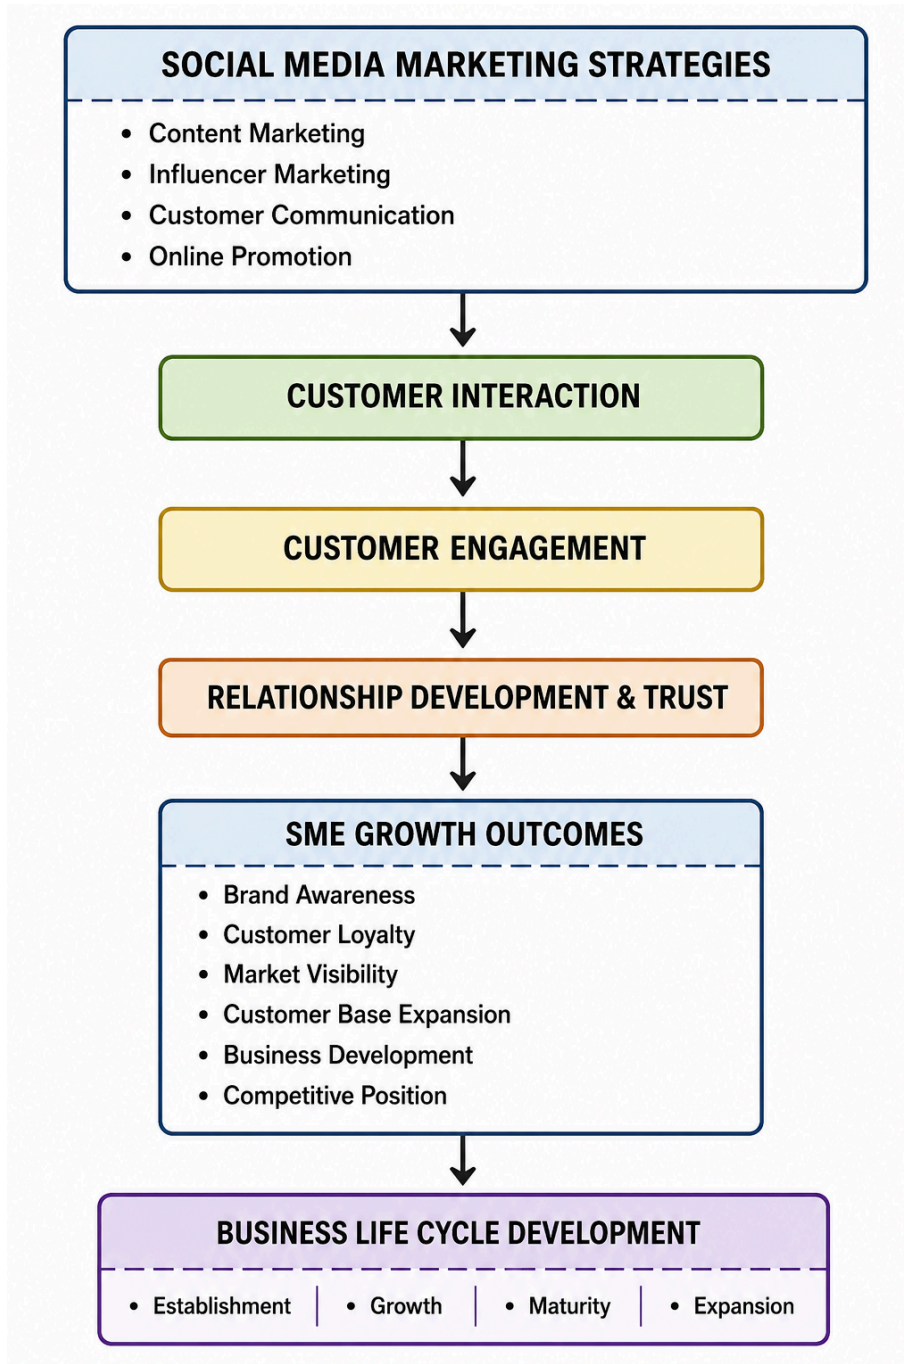 SOCIAL MEDIA MARKETING STRATEGIES
• Content Marketing
• Influencer Marketing
• Customer Communication
• Online Promotion
CUSTOMER INTERACTION
CUSTOMER ENGAGEMENT
RELATIONSHIP DEVELOPMENT & TRUST
SME GROWTH OUTCOMES
• Brand Awareness
• Customer Loyalty
• Market Visibility
• Customer Base Expansion
• Business Development
• Competitive Position
BUSINESS LIFE CYCLE DEVELOPMENT
• Establishment • Growth • Maturity • Expansion